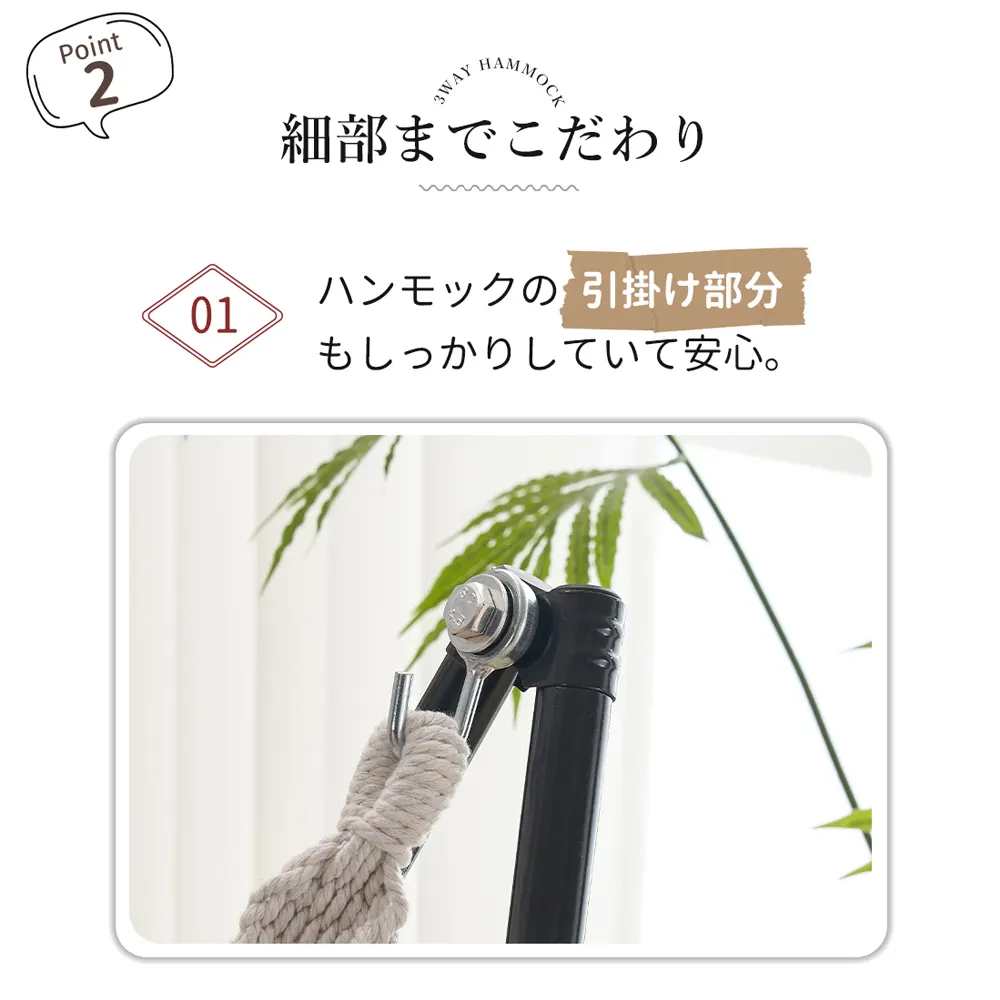 Point
2
3WAY HAMMOCK
細部までこだわり
01
ハンモックの 引掛け部分
もしっかりしていて安心。